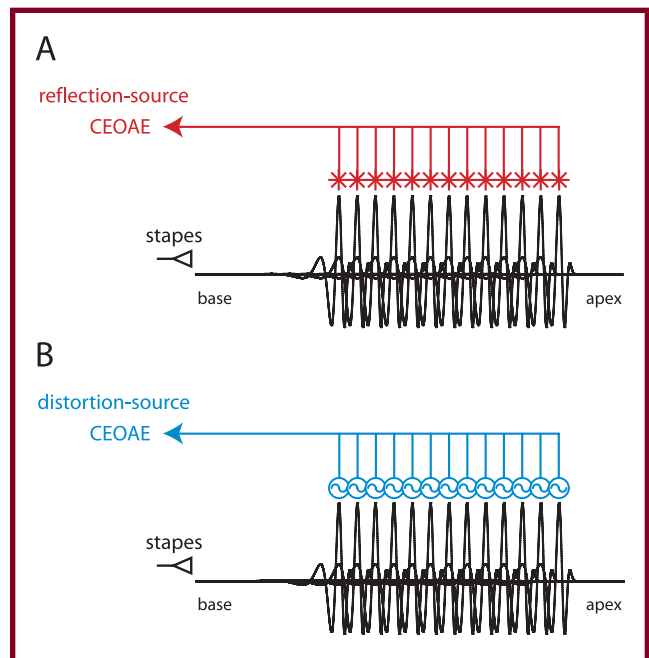 A
reflection-source
CEOAE
stapes
base
apex
B
distortion-source
CEOAE
stapes
base
apex